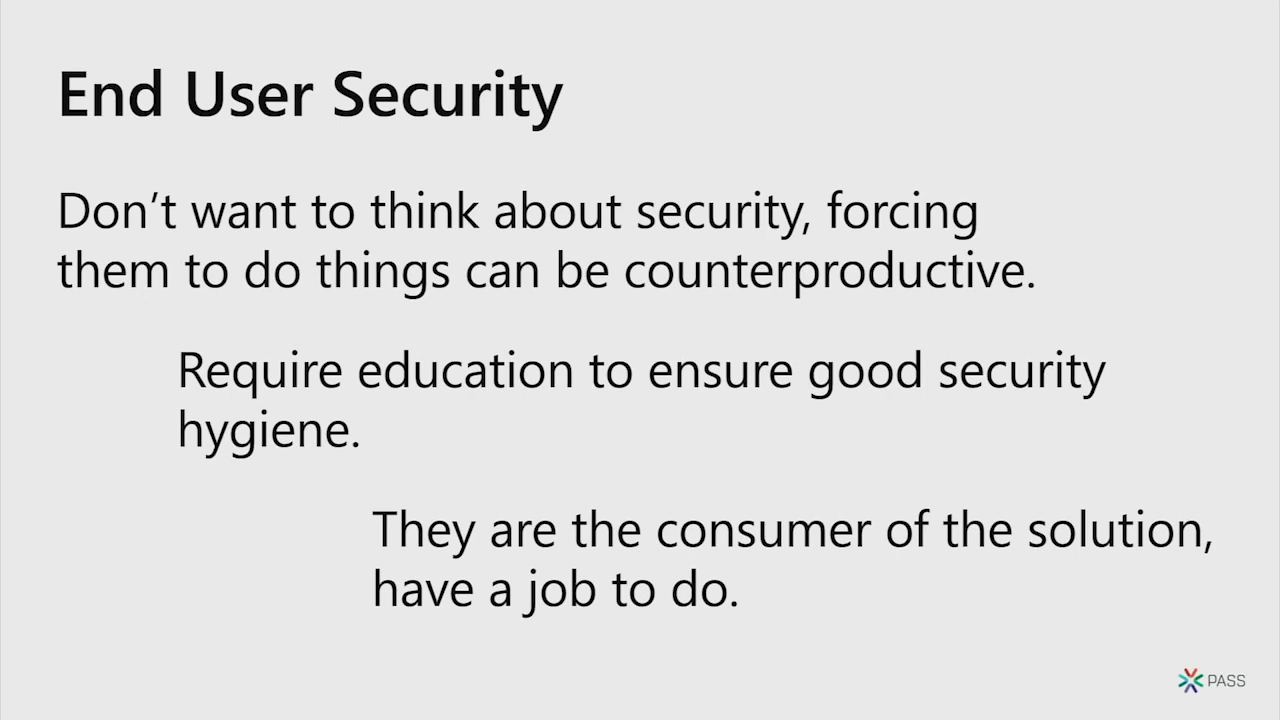 End User Security
Don’t want to think about security, forcing
them to do things can be counterproductive.
Require education to ensure good security
hygiene.
They are the consumer of the solution,
have a job to do.
PASS